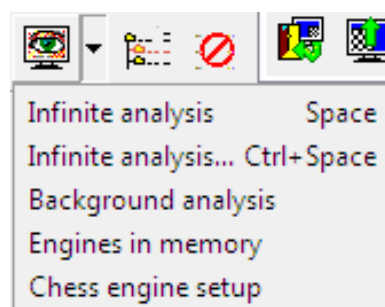 Infinite analysis Space
Infinite analysis... Ctrl+Space
Background analysis
Engines in memory
Chess engine setup